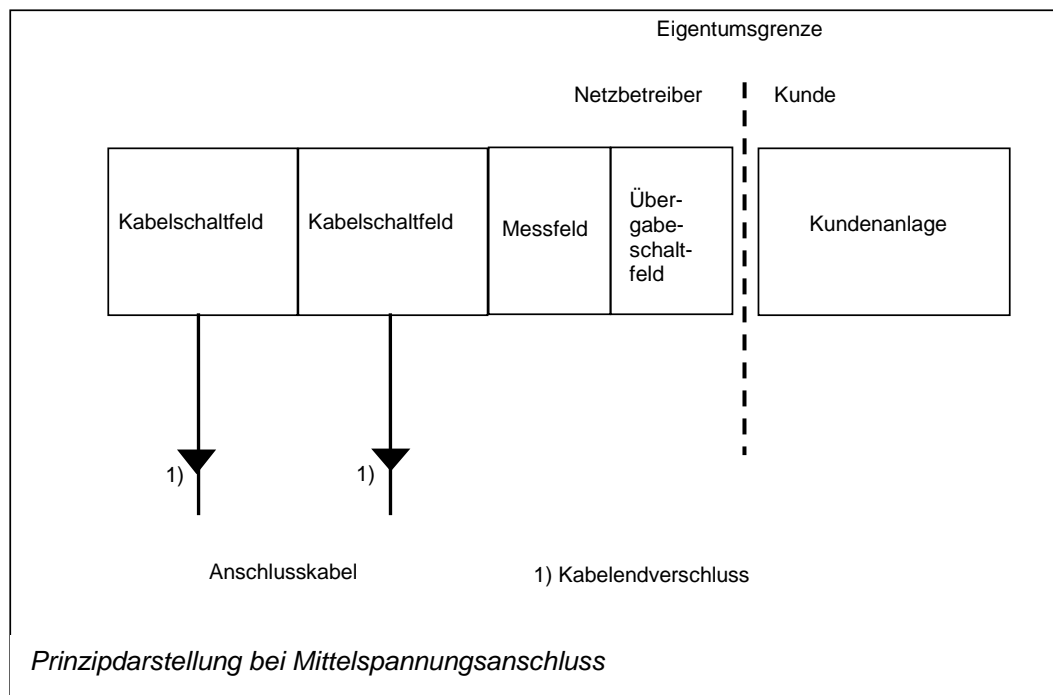 Eigentumsgrenze
Netzbetreiber
Kunde
Kabelschaltfeld
Kabelschaltfeld
Messfeld
Über-
gabe-
schalt-
feld
Kundenanlage
1)
1)
Anschlusskabel
1) Kabelendverschluss
Prinzipdarstellung bei Mittelspannungsanschluss